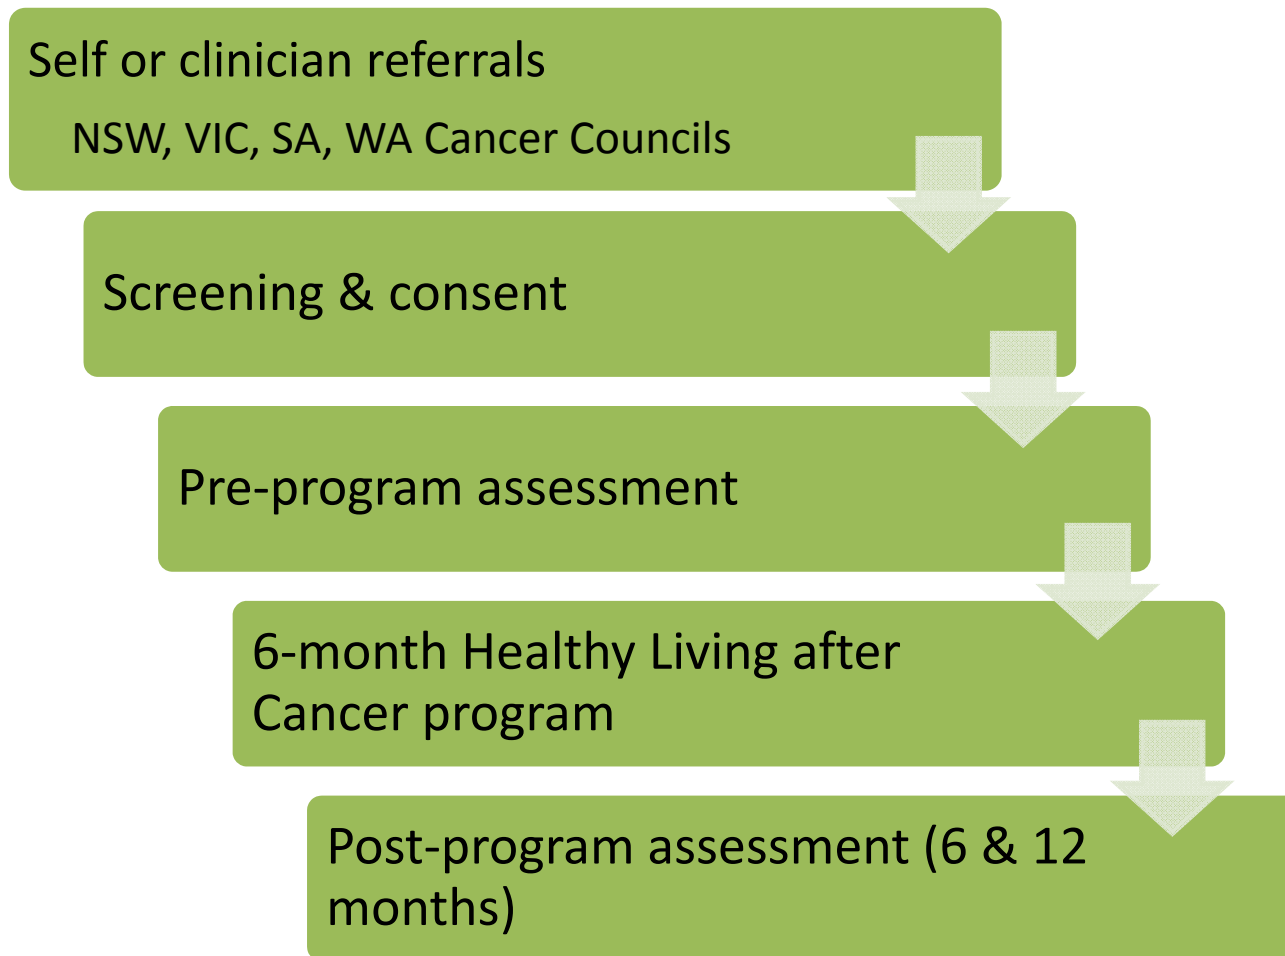 Self or clinician referrals
NSW, VIC, SA, WA Cancer Councils
Screening & consent
Pre-program assessment
6-month Healthy Living after
Cancer program
Post-program assessment (6 & 12
months)